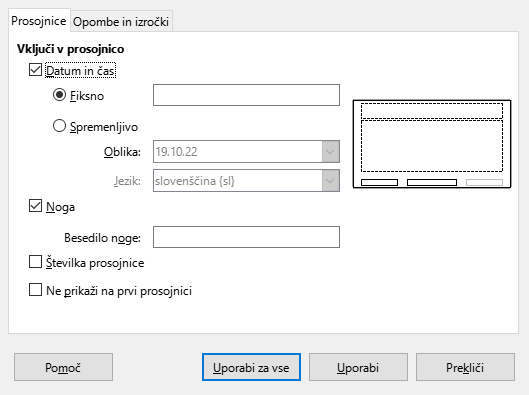 Prosojnice
Opombe in izročki
Vključi v prosojnico
Datum in čas
Fiksno
Spremenljivo
Oblika: 19.10.22
Jezik: slovenščina {sl}
Noga
Besedilo noge:
Številka prosojnice
Ne prikaži na prvi prosojnici
Pomoč
Uporabi za vse
Uporabi
Prekliči